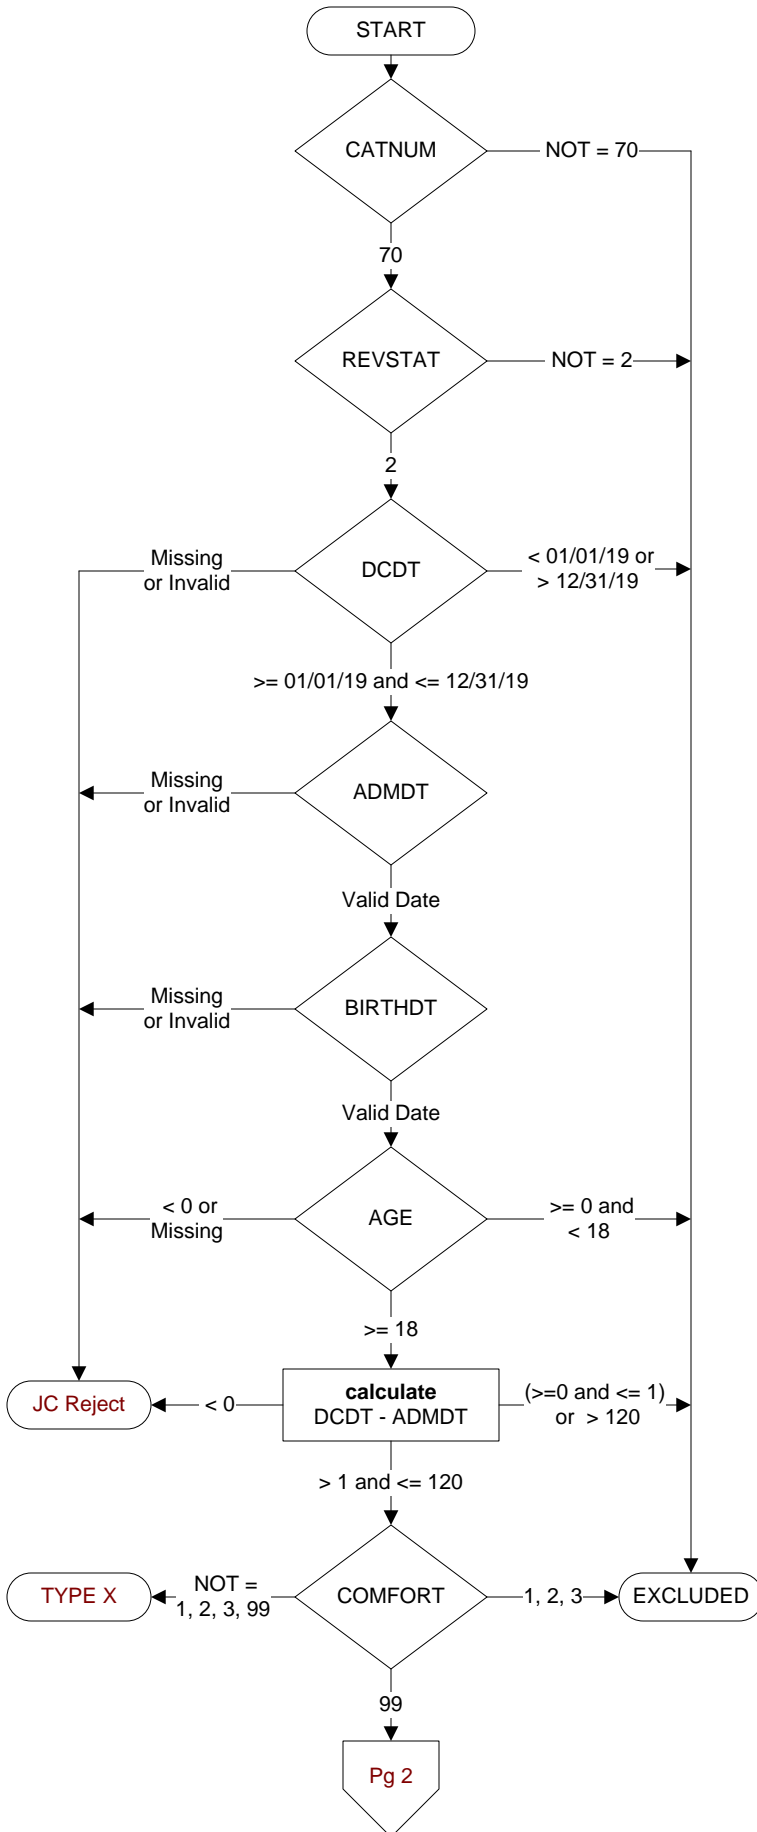 START
CATNUM
NOT = 70
70
REVSTAT
NOT = 2
2
Missing
or Invalid
DCDT
< 01/01/19 or
> 12/31/19
>= 01/01/19 and <= 12/31/19
Missing
or Invalid
ADMDT
Valid Date
Missing
or Invalid
BIRTHDT
Valid Date
< 0 or
Missing
AGE
>= 0 and
< 18
>= 18
JC Reject
< 0
calculate
DCDT - ADMDT
(>=0 and <= 1)
or > 120
> 1 and <= 120
TYPE X
NOT =
1, 2, 3, 99
COMFORT
1, 2, 3
EXCLUDED
99
Pg 2